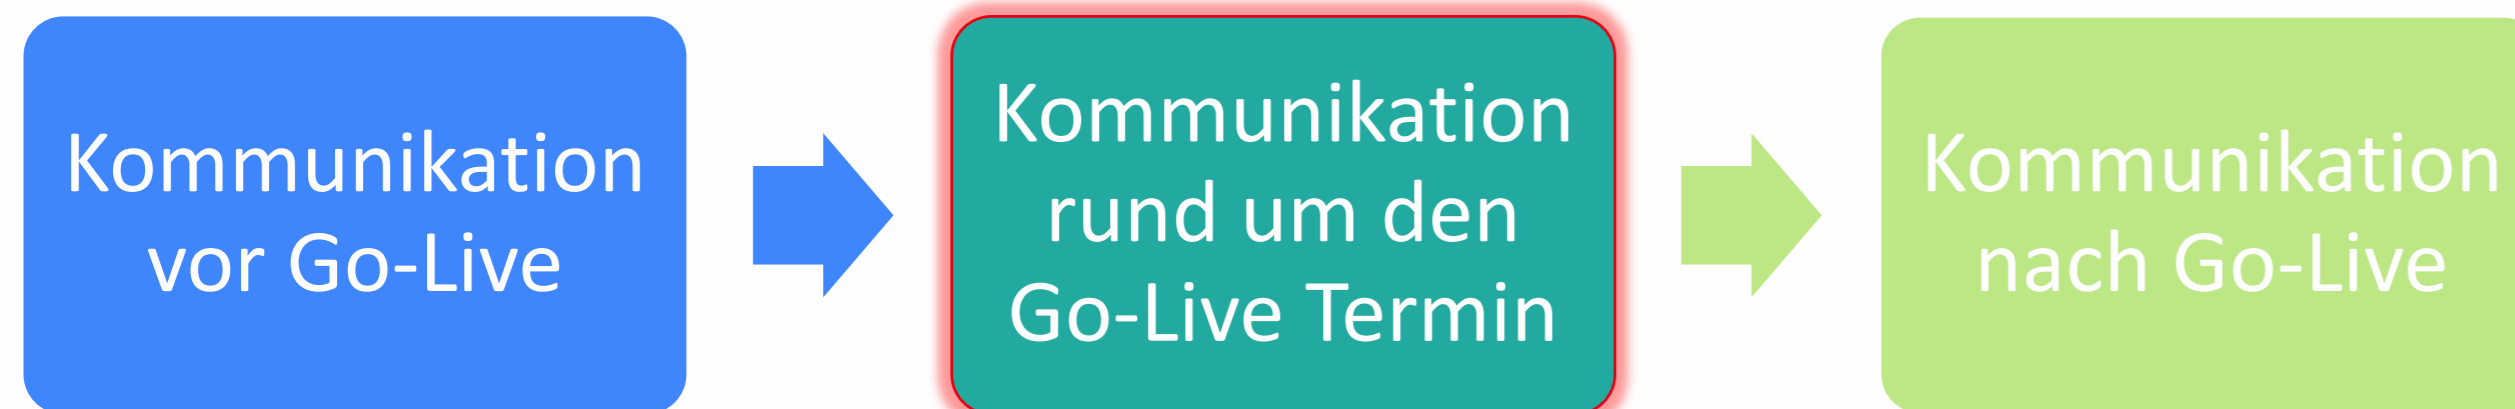 Kommunikation
vor Go-Live
Kommunikation
rund um den
Go-Live Termin
Kommunikation
nach Go-Live